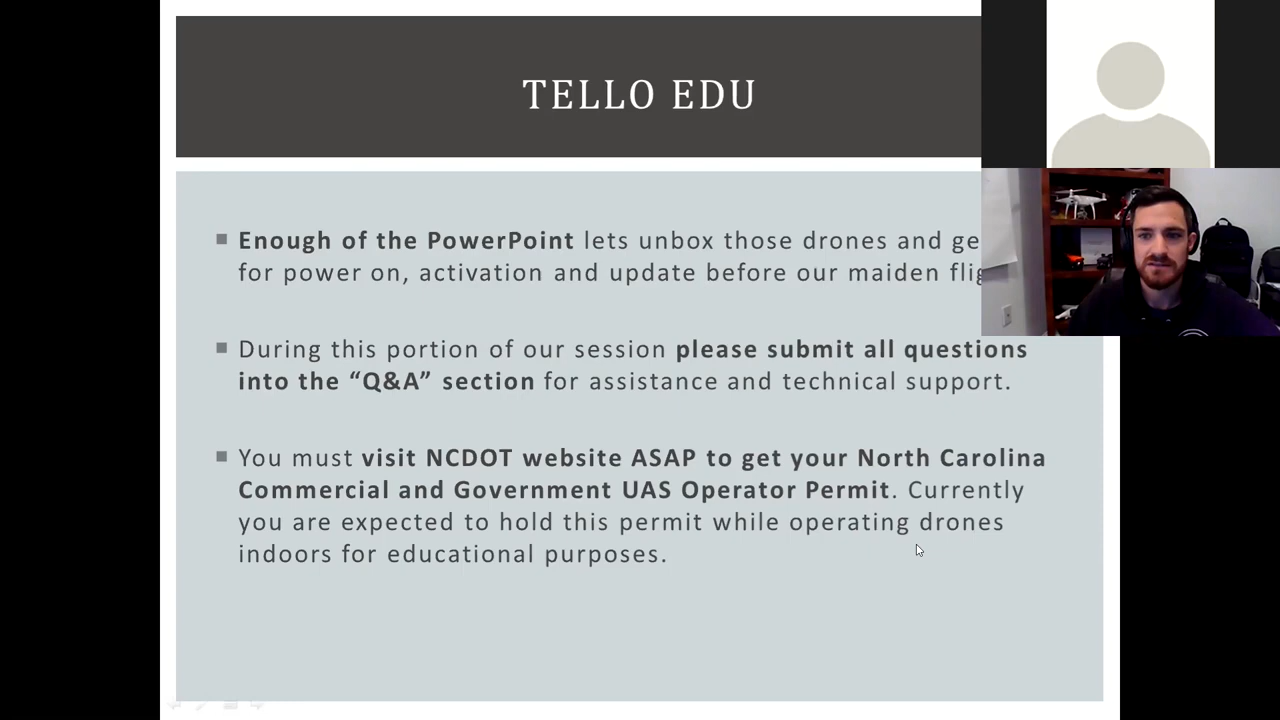 TELLO EDU
Enough of the PowerPoint lets unbox those drones and
for power on, activation and update before our maiden
During this portion of our session please submit all questions
into the “Q&A” section for assistance and technical support.
You must visit NCDOT website ASAP to get your North Carolina
Commercial and Government UAS Operator Permit. Currently
you are expected to hold this permit while operating drones
indoors for educational purposes.